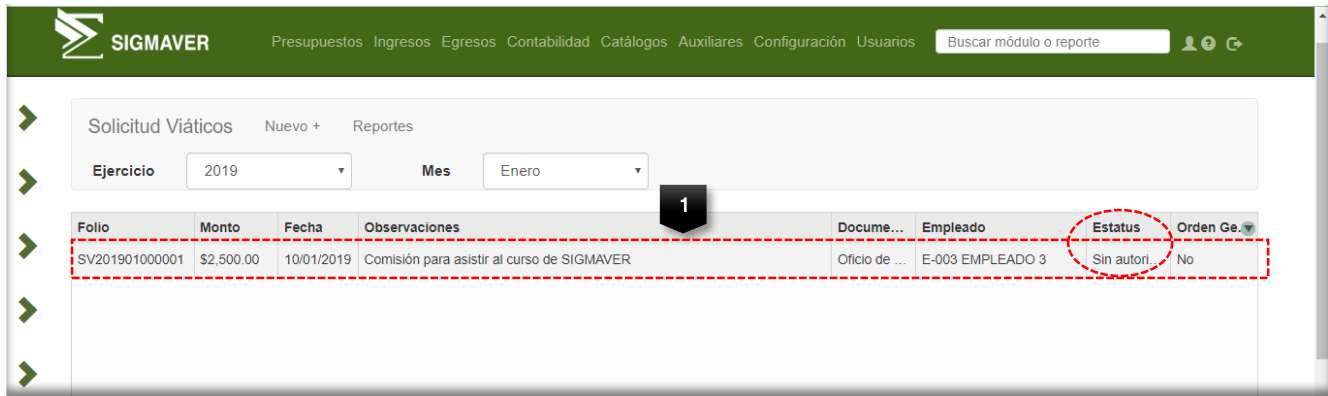 SIGMAVER Presupuestos Ingresos Egresos Contabilidad Catálogos Auxiliares Configuración Usuarios Buscar módulo o reporte
Solicitud Viáticos Nuevo + Reportes
Ejercicio 2019 Mes Enero
1
Folio Monto Fecha Observaciones Docume... Empleado Estatus Orden Ge.
SV201901000001 $2,500.00 10/01/2019 Comisión para asistir al curso de SIGMAVER Oficio de ... E-003 EMPLEADO 3 Sin autori... No